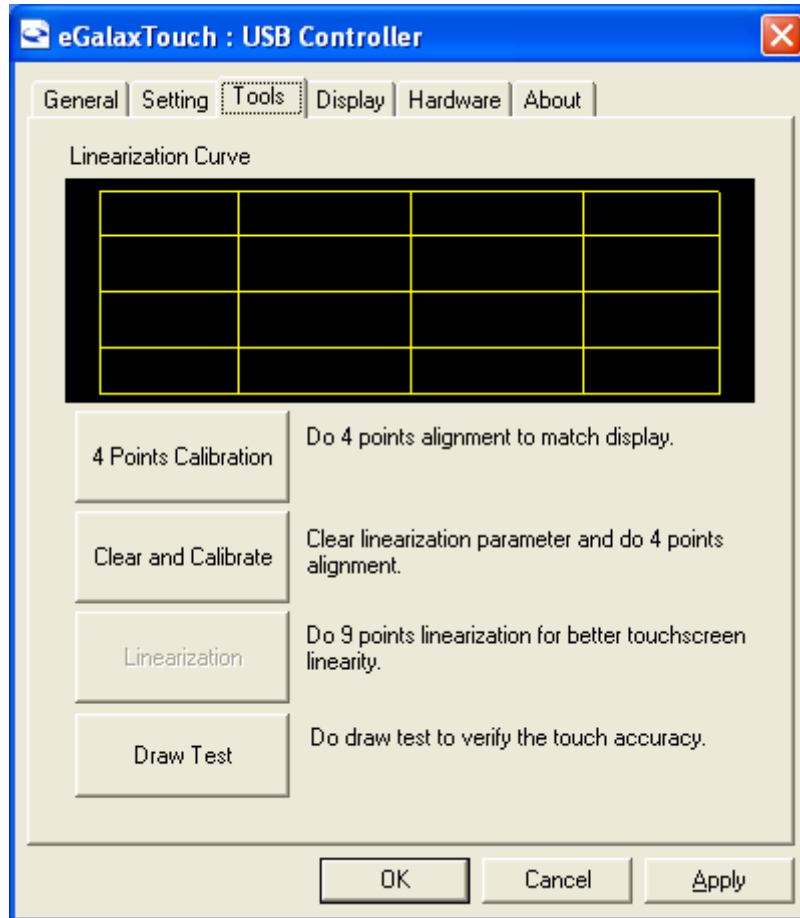 eGalaxTouch : USB Controller
General Setting Tools Display Hardware About
Linearization Curve
4 Points Calibration
Do 4 points alignment to match display.
Clear and Calibrate
Clear linearization parameter and do 4 points
alignment.
Linearization
Do 9 points linearization for better touchscreen
linearity.
Draw Test
Do draw test to verify the touch accuracy.
OK Cancel Apply